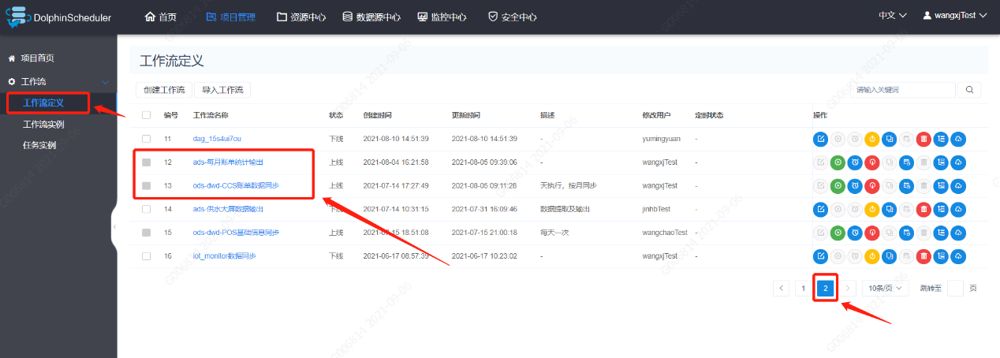 DolphinScheduler 首页 项目管理 资源中心 数据源中心 监控中心 安全中心 中文 wangxjTest
项目首页
工作流
工作流定义
工作流实例
任务实例
工作流定义
创建工作流 导入工作流 请输入关键词
编号 工作流名称 状态 创建时间 更新时间 描述 修改用户 定时状态 操作
11 dag_15s4ui7ou 下线 2021-08-10 14:51:39 2021-08-10 14:51:39 - yumingyuan -
12 ads-每月账单统计输出 上线 2021-08-04 16:21:58 2021-08-05 09:39:06 - wangxjTest -
13 ods-dwd-CCS账单数据同步 上线 2021-07-14 17:27:49 2021-08-05 09:11:28 天执行，按月同步 wangxjTest -
14 ads-供水大屏数据输出 下线 2021-07-14 10:31:15 2021-07-31 16:09:46 数据提取及输出 jinhbTest -
15 ods-dwd-POS基础信息同步 上线 2021-07-15 18:51:08 2021-07-15 21:00:18 每天一次 wangchaoTest -
16 iot_monitor数据同步 下线 2021-06-17 08:57:39 2021-06-17 10:23:02 - wangxjTest -
1 2 10条/页 跳转至 页
G006814 2021-09-06